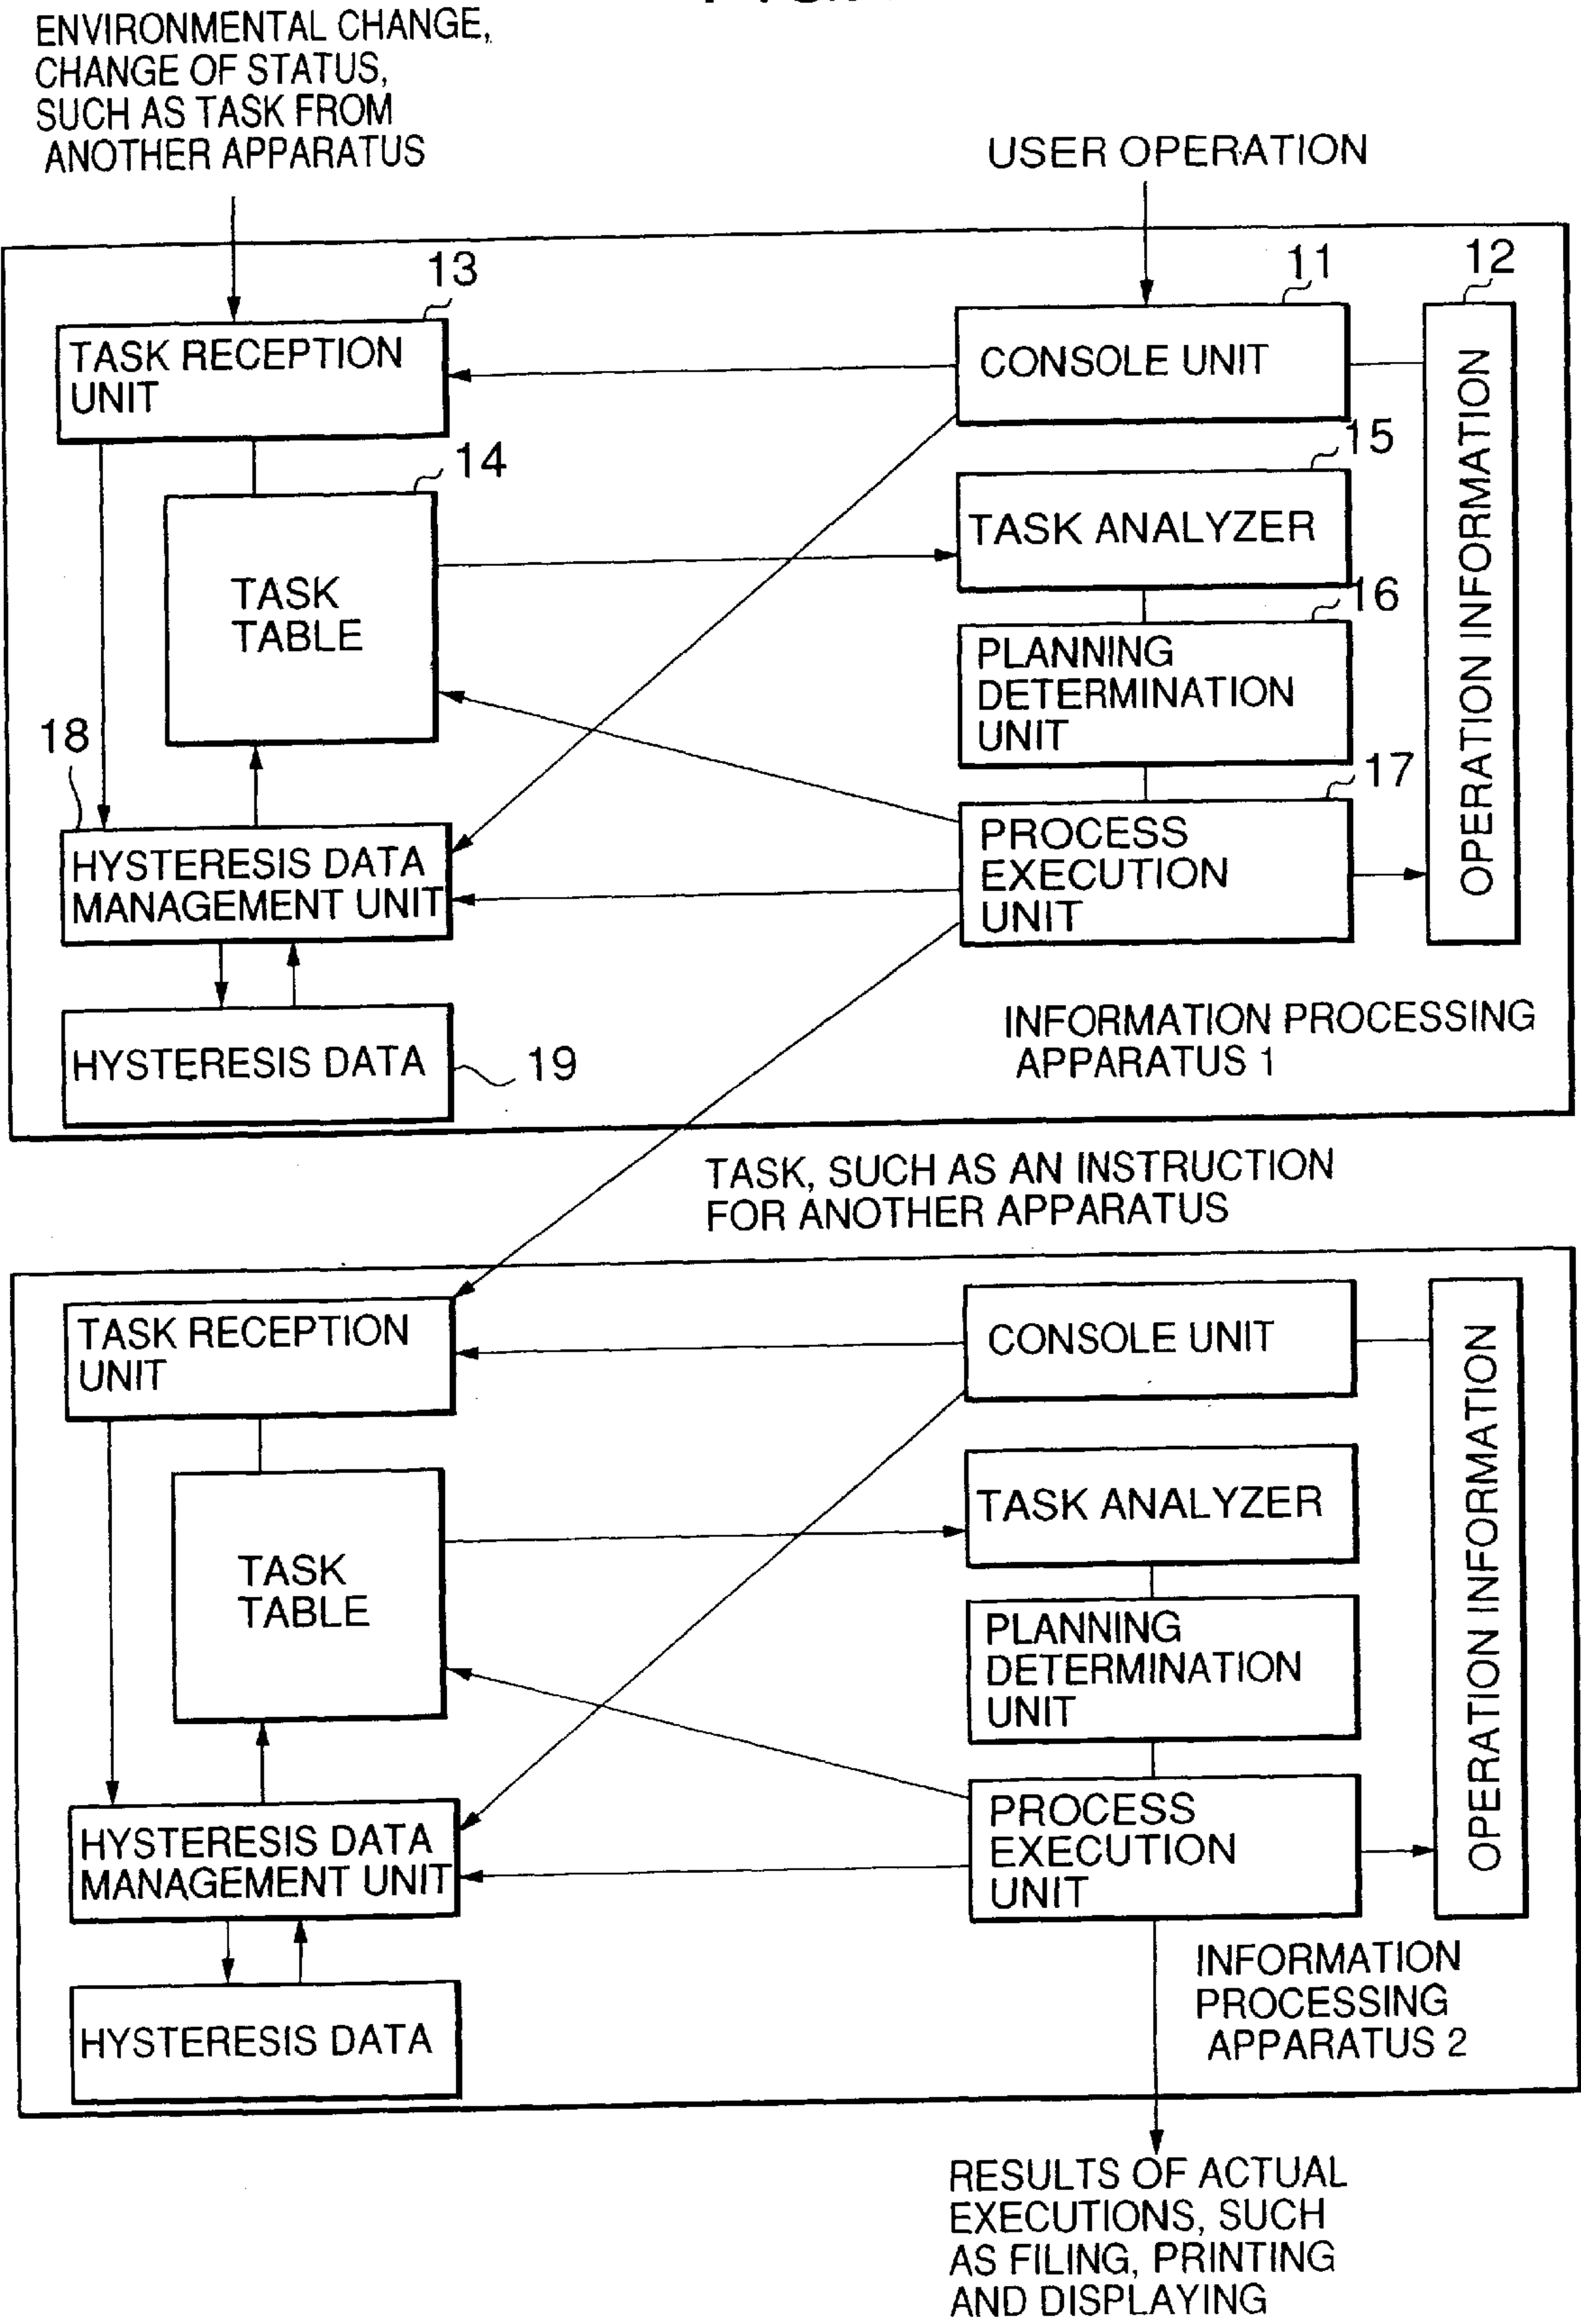 ENVIRONMENTAL CHANGE,
CHANGE OF STATUS,
SUCH AS TASK FROM
ANOTHER APPARATUS
USER OPERATION
13
11
12
TASK RECEPTION
UNIT
CONSOLE UNIT
OPERATION INFORMATION
14
15
TASK ANALYZER
TASK
TABLE
16
PLANNING
DETERMINATION
UNIT
18
17
HYSTERESIS DATA
MANAGEMENT UNIT
PROCESS
EXECUTION
UNIT
HYSTERESIS DATA
19
INFORMATION PROCESSING
APPARATUS 1
TASK, SUCH AS AN INSTRUCTION
FOR ANOTHER APPARATUS
TASK RECEPTION
UNIT
CONSOLE UNIT
OPERATION INFORMATION
TASK ANALYZER
TASK
TABLE
PLANNING
DETERMINATION
UNIT
HYSTERESIS DATA
MANAGEMENT UNIT
PROCESS
EXECUTION
UNIT
HYSTERESIS DATA
INFORMATION
PROCESSING
APPARATUS 2
RESULTS OF ACTUAL
EXECUTIONS, SUCH
AS FILING, PRINTING
AND DISPLAYING